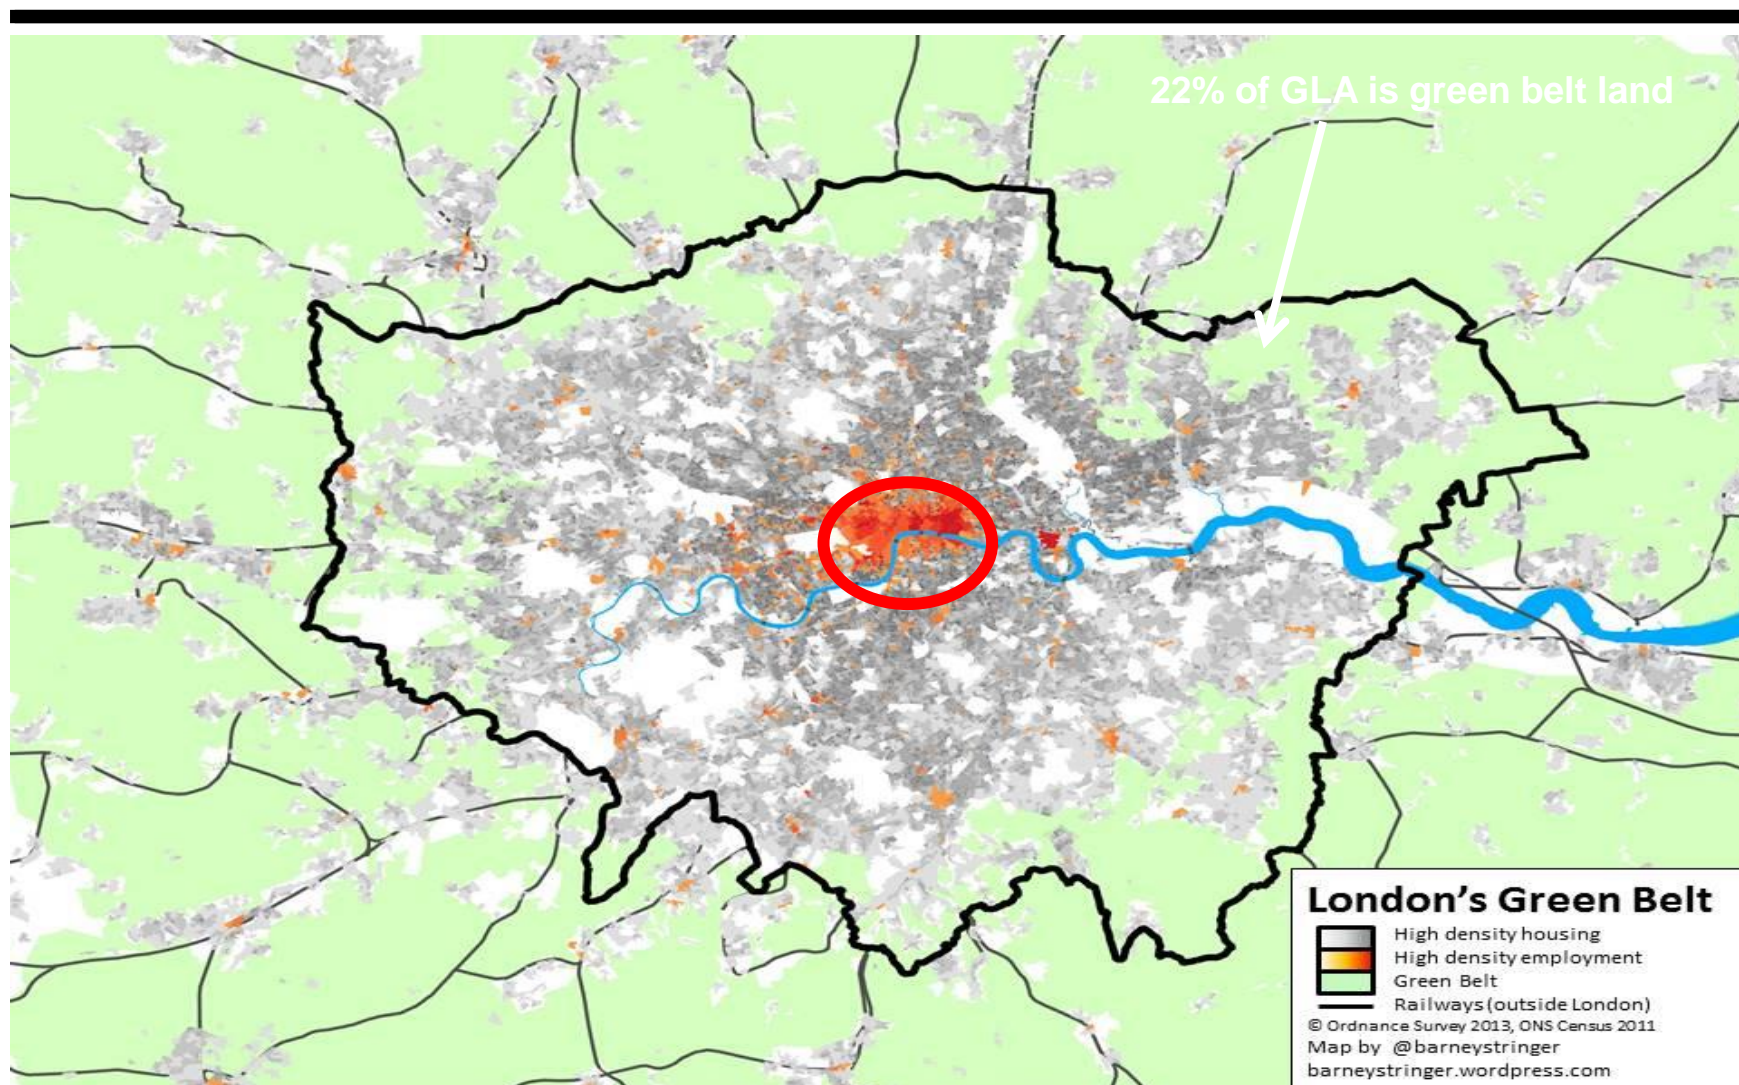 22% of GLA is green belt land
London's Green Belt
High density housing
High density employment
Green Belt
Railways (outside London)
© Ordnance Survey 2013, ONS Census 2011
Map by @barneystringer
barneystringer.wordpress.com